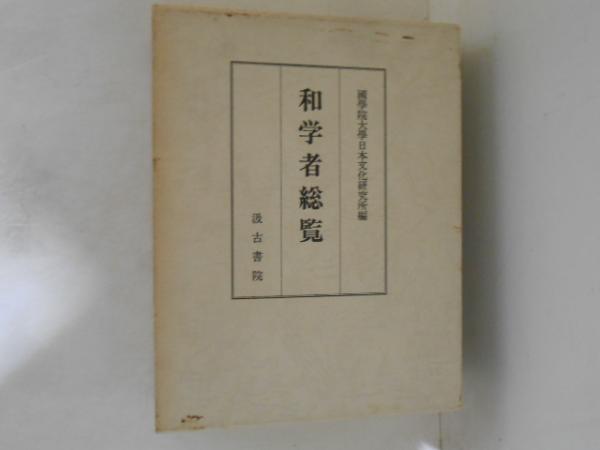 國學院大學日本文化研究所編
和学者総覧
汲古書院